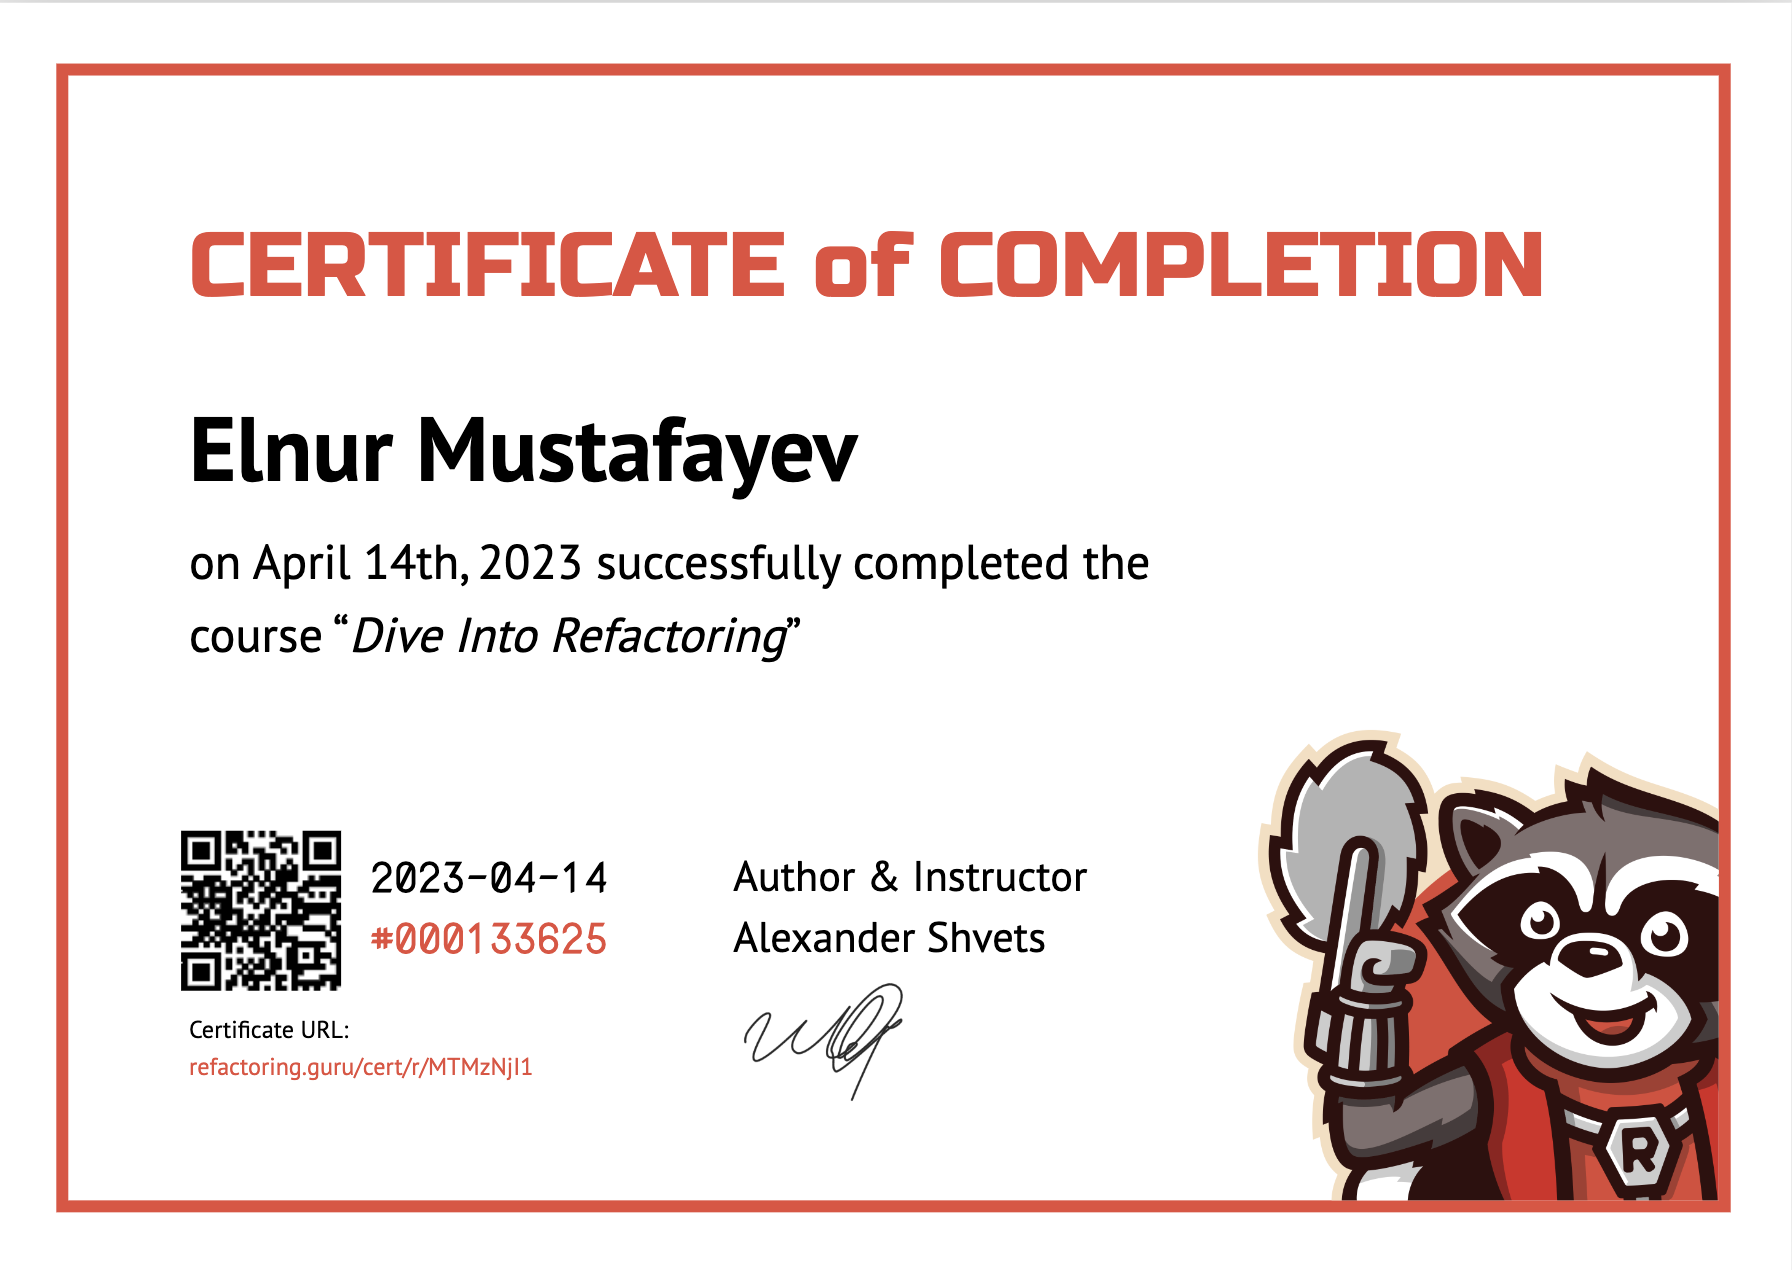 CERTIFICATE of COMPLETION
Elnur Mustafayev
on April 14th, 2023 successfully completed the
course “Dive Into Refactoring”
2023-04-14
#000133625
Certificate URL:
refactoring.guru/cert/r/MTMzNjI1
Author & Instructor
Alexander Shvets
R